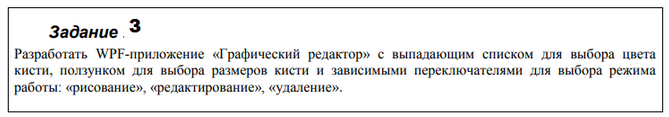 Задание . 3
Разработать WPF-приложение «Графический редактор» с выпадающим списком для выбора цвета
кисти, ползунком для выбора размеров кисти и зависимыми переключателями для выбора режима
работы: «рисование», «редактирование», «удаление».